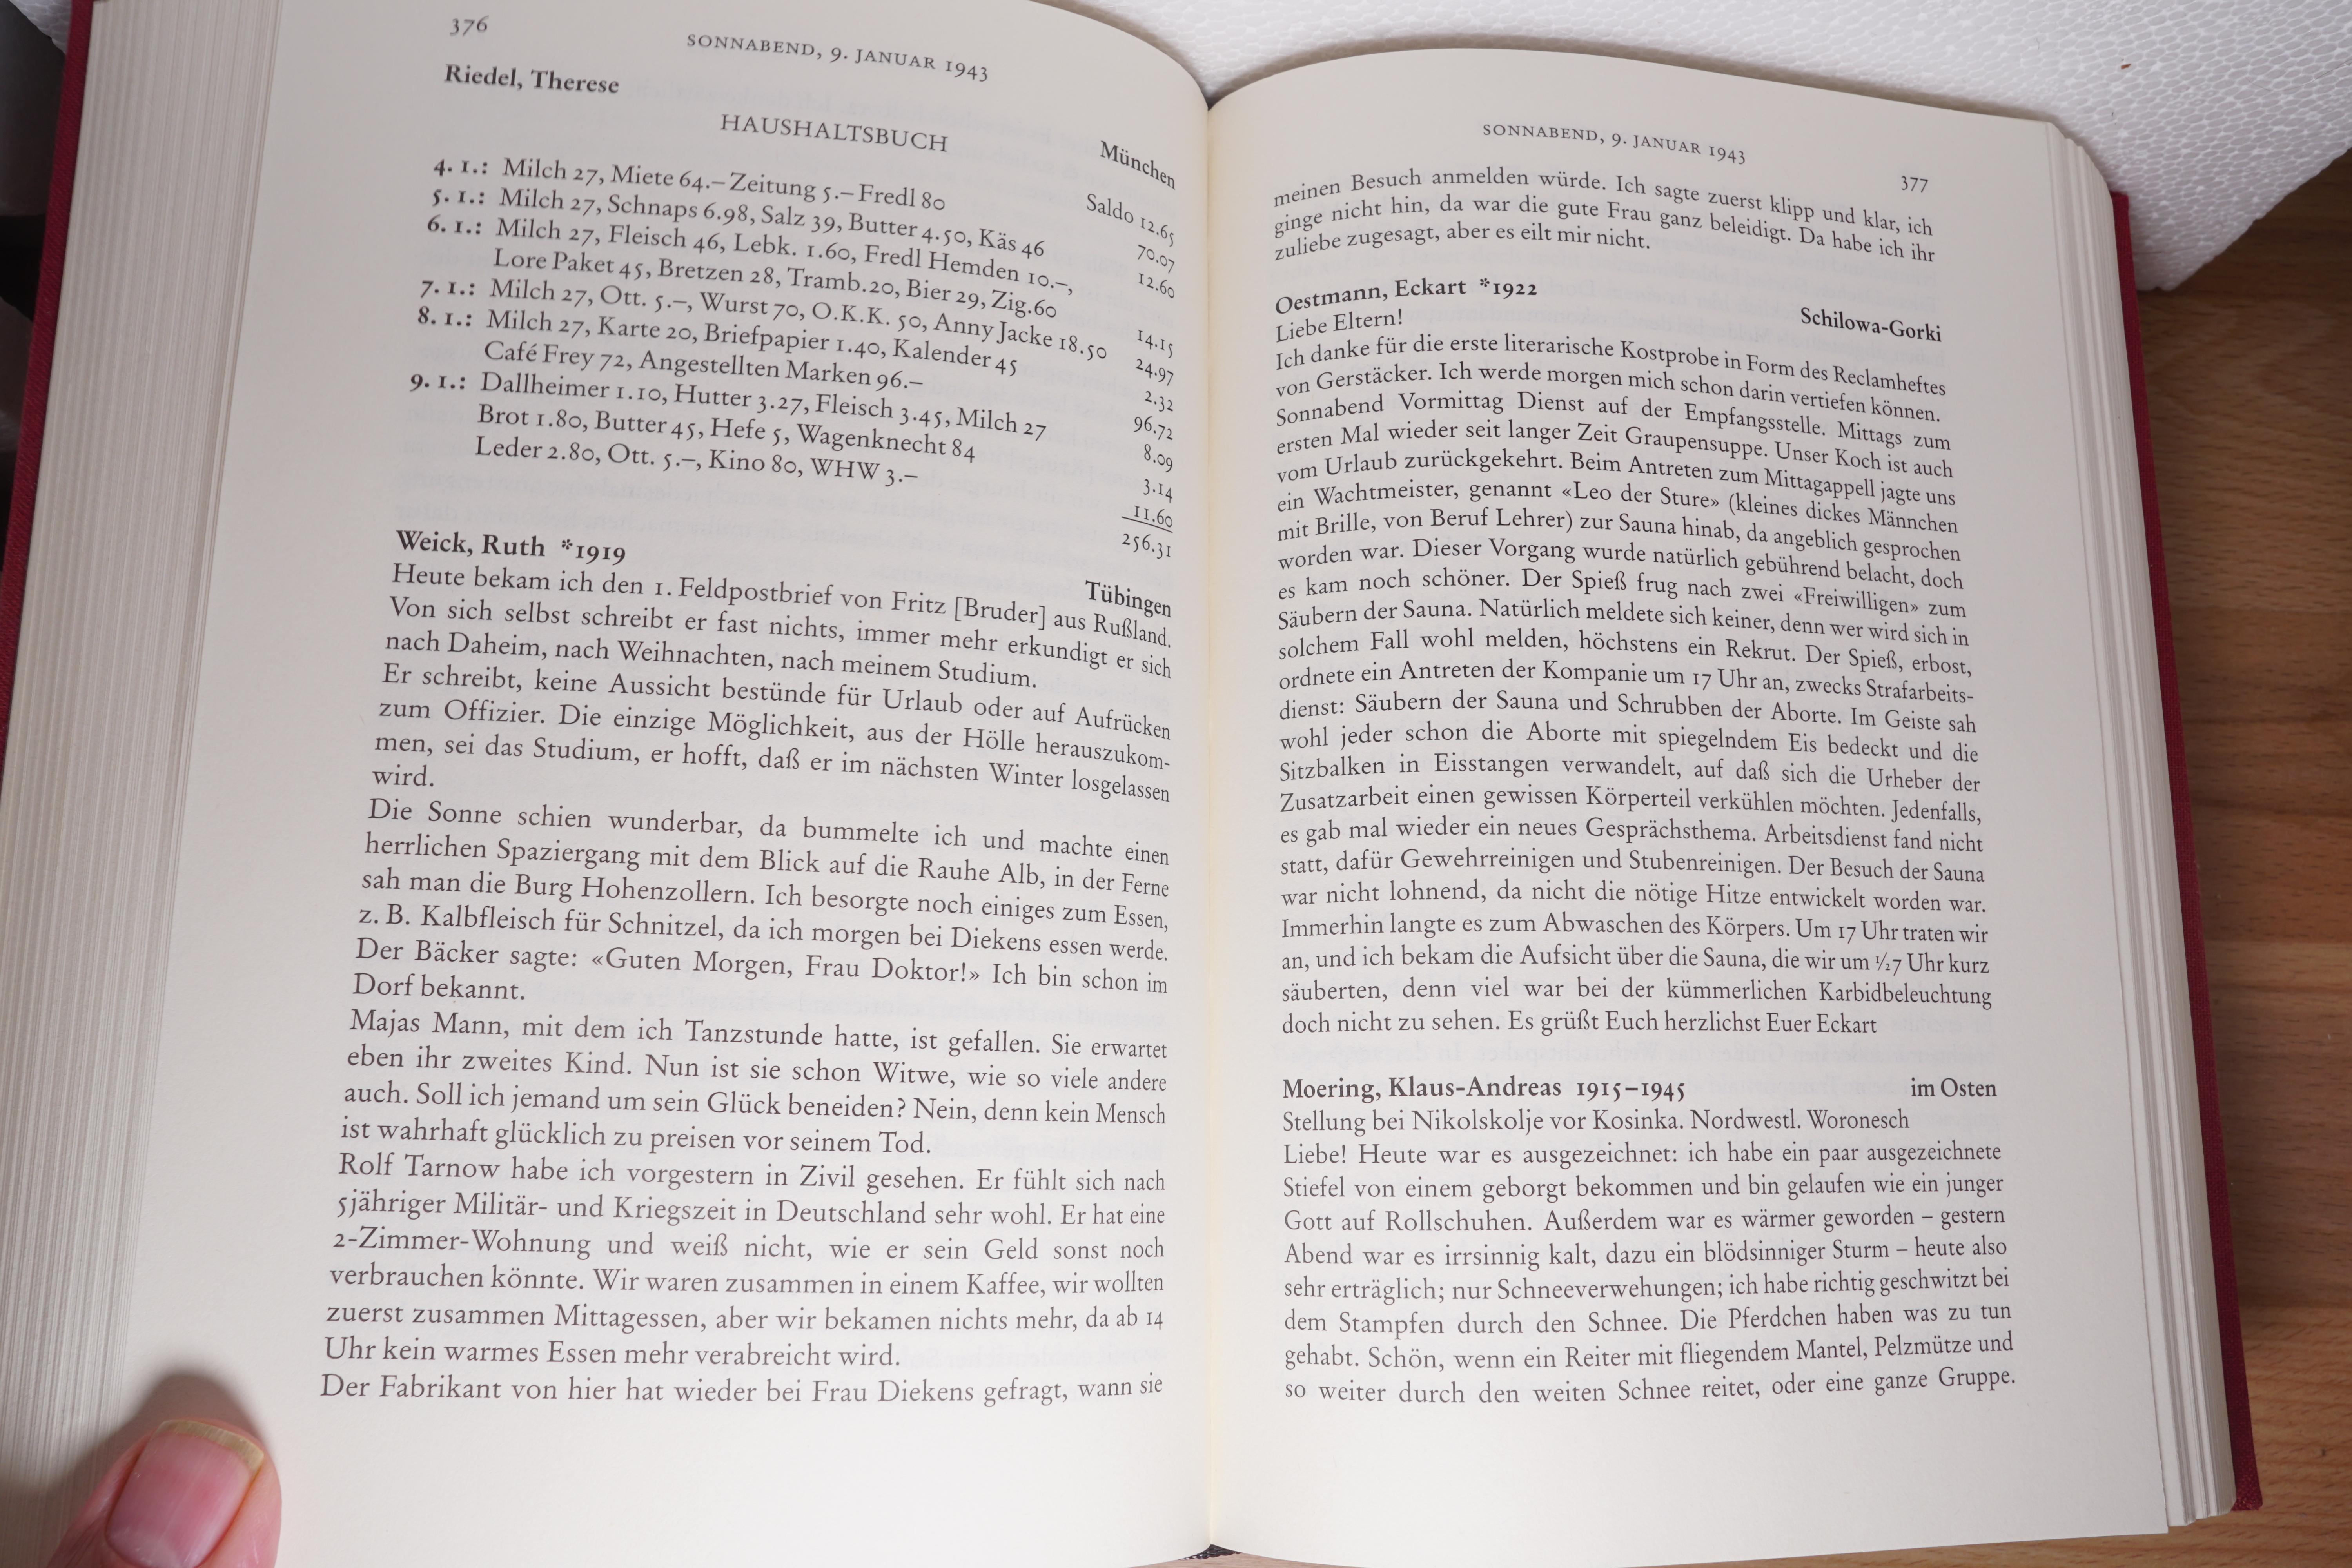 376
SONNABEND, 9. JANUAR 1943
Riedel, Therese
München
HAUSHALTSBUCH
Saldo 12.65
4. 1.: Milch 27, Miete 64.– Zeitung 5.– Fredl 80 70.07
5. 1.: Milch 27, Schnaps 6.98, Salz 39, Butter 4.50, Käs 46 12.60
6. 1.: Milch 27, Fleisch 46, Lebk. 1.60, Fredl Hemden 10.–,
Lore Paket 45, Bretzen 28, Tramb.20, Bier 29, Zig.60 14.15
7. 1.: Milch 27, Ott. 5.–, Wurst 70, O.K.K. 50, Anny Jacke 18.50 24.97
8. 1.: Milch 27, Karte 20, Briefpapier 1.40, Kalender 45 2.32
Café Frey 72, Angestellten Marken 96.– 96.72
9. 1.: Dallheimer 1.10, Hutter 3.27, Fleisch 3.45, Milch 27 8.09
Brot 1.80, Butter 45, Hefe 5, Wagenknecht 84 3.14
Leder 2.80, Ott. 5.–, Kino 80, WHW 3.– 11.60
256.31
Weick, Ruth *1919 Tübingen
Heute bekam ich den 1. Feldpostbrief von Fritz [Bruder] aus Rußland.
Von sich selbst schreibt er fast nichts, immer mehr erkundigt er sich
nach Daheim, nach Weihnachten, nach meinem Studium.
Er schreibt, keine Aussicht bestünde für Urlaub oder auf Aufrücken
zum Offizier. Die einzige Möglichkeit, aus der Hölle herauszukom-
men, sei das Studium, er hofft, daß er im nächsten Winter losgelassen
wird.
Die Sonne schien wunderbar, da bummelte ich und machte einen
herrlichen Spaziergang mit dem Blick auf die Rauhe Alb, in der Ferne
sah man die Burg Hohenzollern. Ich besorgte noch einiges zum Essen,
z. B. Kalbfleisch für Schnitzel, da ich morgen bei Diekens essen werde.
Der Bäcker sagte: «Guten Morgen, Frau Doktor!» Ich bin schon im
Dorf bekannt.
Majas Mann, mit dem ich Tanzstunde hatte, ist gefallen. Sie erwartet
eben ihr zweites Kind. Nun ist sie schon Witwe, wie so viele andere
auch. Soll ich jemand um sein Glück beneiden? Nein, denn kein Mensch
ist wahrhaft glücklich zu preisen vor seinem Tod.
Rolf Tarnow habe ich vorgestern in Zivil gesehen. Er fühlt sich nach
5jähriger Militär- und Kriegszeit in Deutschland sehr wohl. Er hat eine
2-Zimmer-Wohnung und weiß nicht, wie er sein Geld sonst noch
verbrauchen könnte. Wir waren zusammen in einem Kaffee, wir wollten
zuerst zusammen Mittagessen, aber wir bekamen nichts mehr, da ab 14
Uhr kein warmes Essen mehr verabreicht wird.
Der Fabrikant von hier hat wieder bei Frau Diekens gefragt, wann sie
SONNABEND, 9. JANUAR 1943
377
meinen Besuch anmelden würde. Ich sagte zuerst klipp und klar, ich
ginge nicht hin, da war die gute Frau ganz beleidigt. Da habe ich ihr
zuliebe zugesagt, aber es eilt mir nicht.
Oestmann, Eckart *1922 Schilowa-Gorki
Liebe Eltern!
Ich danke für die erste literarische Kostprobe in Form des Reclamheftes
von Gerstäcker. Ich werde morgen mich schon darin vertiefen können.
Sonnabend Vormittag Dienst auf der Empfangsstelle. Mittags zum
ersten Mal wieder seit langer Zeit Graupensuppe. Unser Koch ist auch
vom Urlaub zurückgekehrt. Beim Antreten zum Mittagappell jagte uns
ein Wachtmeister, genannt «Leo der Sture» (kleines dickes Männchen
mit Brille, von Beruf Lehrer) zur Sauna hinab, da angeblich gesprochen
worden war. Dieser Vorgang wurde natürlich gebührend belacht, doch
es kam noch schöner. Der Spieß frug nach zwei «Freiwilligen» zum
Säubern der Sauna. Natürlich meldete sich keiner, denn wer wird sich in
solchem Fall wohl melden, höchstens ein Rekrut. Der Spieß, erbost,
ordnete ein Antreten der Kompanie um 17 Uhr an, zwecks Strafarbeits-
dienst: Säubern der Sauna und Schrubben der Aborte. Im Geiste sah
wohl jeder schon die Aborte mit spiegelndem Eis bedeckt und die
Sitzbalken in Eisstangen verwandelt, auf daß sich die Urheber der
Zusatzarbeit einen gewissen Körperteil verkühlen möchten. Jedenfalls,
es gab mal wieder ein neues Gesprächsthema. Arbeitsdienst fand nicht
statt, dafür Gewehrreinigen und Stubenreinigen. Der Besuch der Sauna
war nicht lohnend, da nicht die nötige Hitze entwickelt worden war.
Immerhin langte es zum Abwaschen des Körpers. Um 17 Uhr traten wir
an, und ich bekam die Aufsicht über die Sauna, die wir um ½7 Uhr kurz
säuberten, denn viel war bei der kümmerlichen Karbidbeleuchtung
doch nicht zu sehen. Es grüßt Euch herzlichst Euer Eckart
Moering, Klaus-Andreas 1915–1945 im Osten
Stellung bei Nikolskolje vor Kosinka. Nordwestl. Woronesch
Liebe! Heute war es ausgezeichnet: ich habe ein paar ausgezeichnete
Stiefel von einem geborgt bekommen und bin gelaufen wie ein junger
Gott auf Rollschuhen. Außerdem war es wärmer geworden – gestern
Abend war es irrsinnig kalt, dazu ein blödsinniger Sturm – heute also
sehr erträglich; nur Schneeverwehungen; ich habe richtig geschwitzt bei
dem Stampfen durch den Schnee. Die Pferdchen haben was zu tun
gehabt. Schön, wenn ein Reiter mit fliegendem Mantel, Pelzmütze und
so weiter durch den weiten Schnee reitet, oder eine ganze Gruppe.